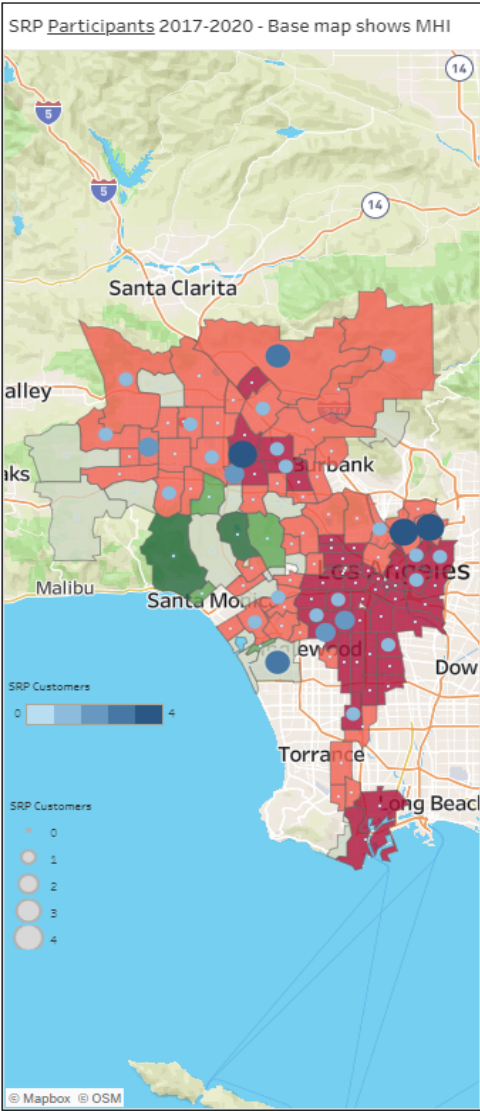 SRP Participants 2017-2020 - Base map shows MHI
14
5
5
14
Santa Clarita
alley
Burbank
aks
Los Angeles
Malibu
Santa Moni
lewood
Dow
SRP Customers
0
4
Torrance
SRP Customers
Long Beach
0
1
2
3
4
© Mapbox © OSM